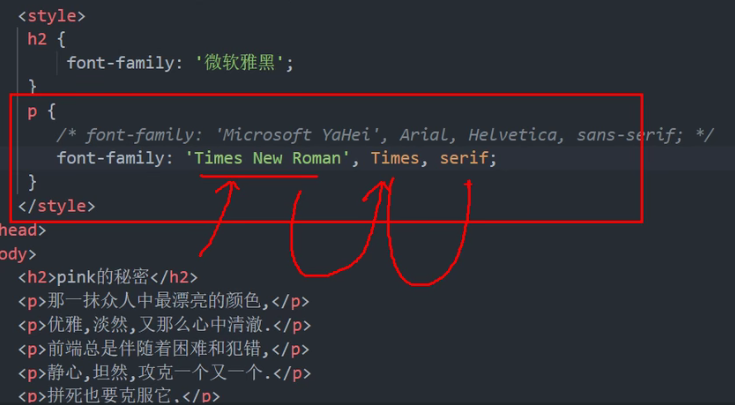 <style>
h2 {
font-family: '微软雅黑';
}
p {
/* font-family: 'Microsoft YaHei', Arial, Helvetica, sans-serif; */
font-family: 'Times New Roman', Times, serif;
}
</style>
head>
ody>
<h2>pink的秘密</h2>
<p>那一抹众人中最漂亮的颜色,</p>
<p>优雅,淡然,又那么心中清澈.</p>
<p>前端总是伴随着困难和犯错,</p>
<p>静心,坦然,攻克一个又一个.</p>
<p>拼死也要克服它,</p>